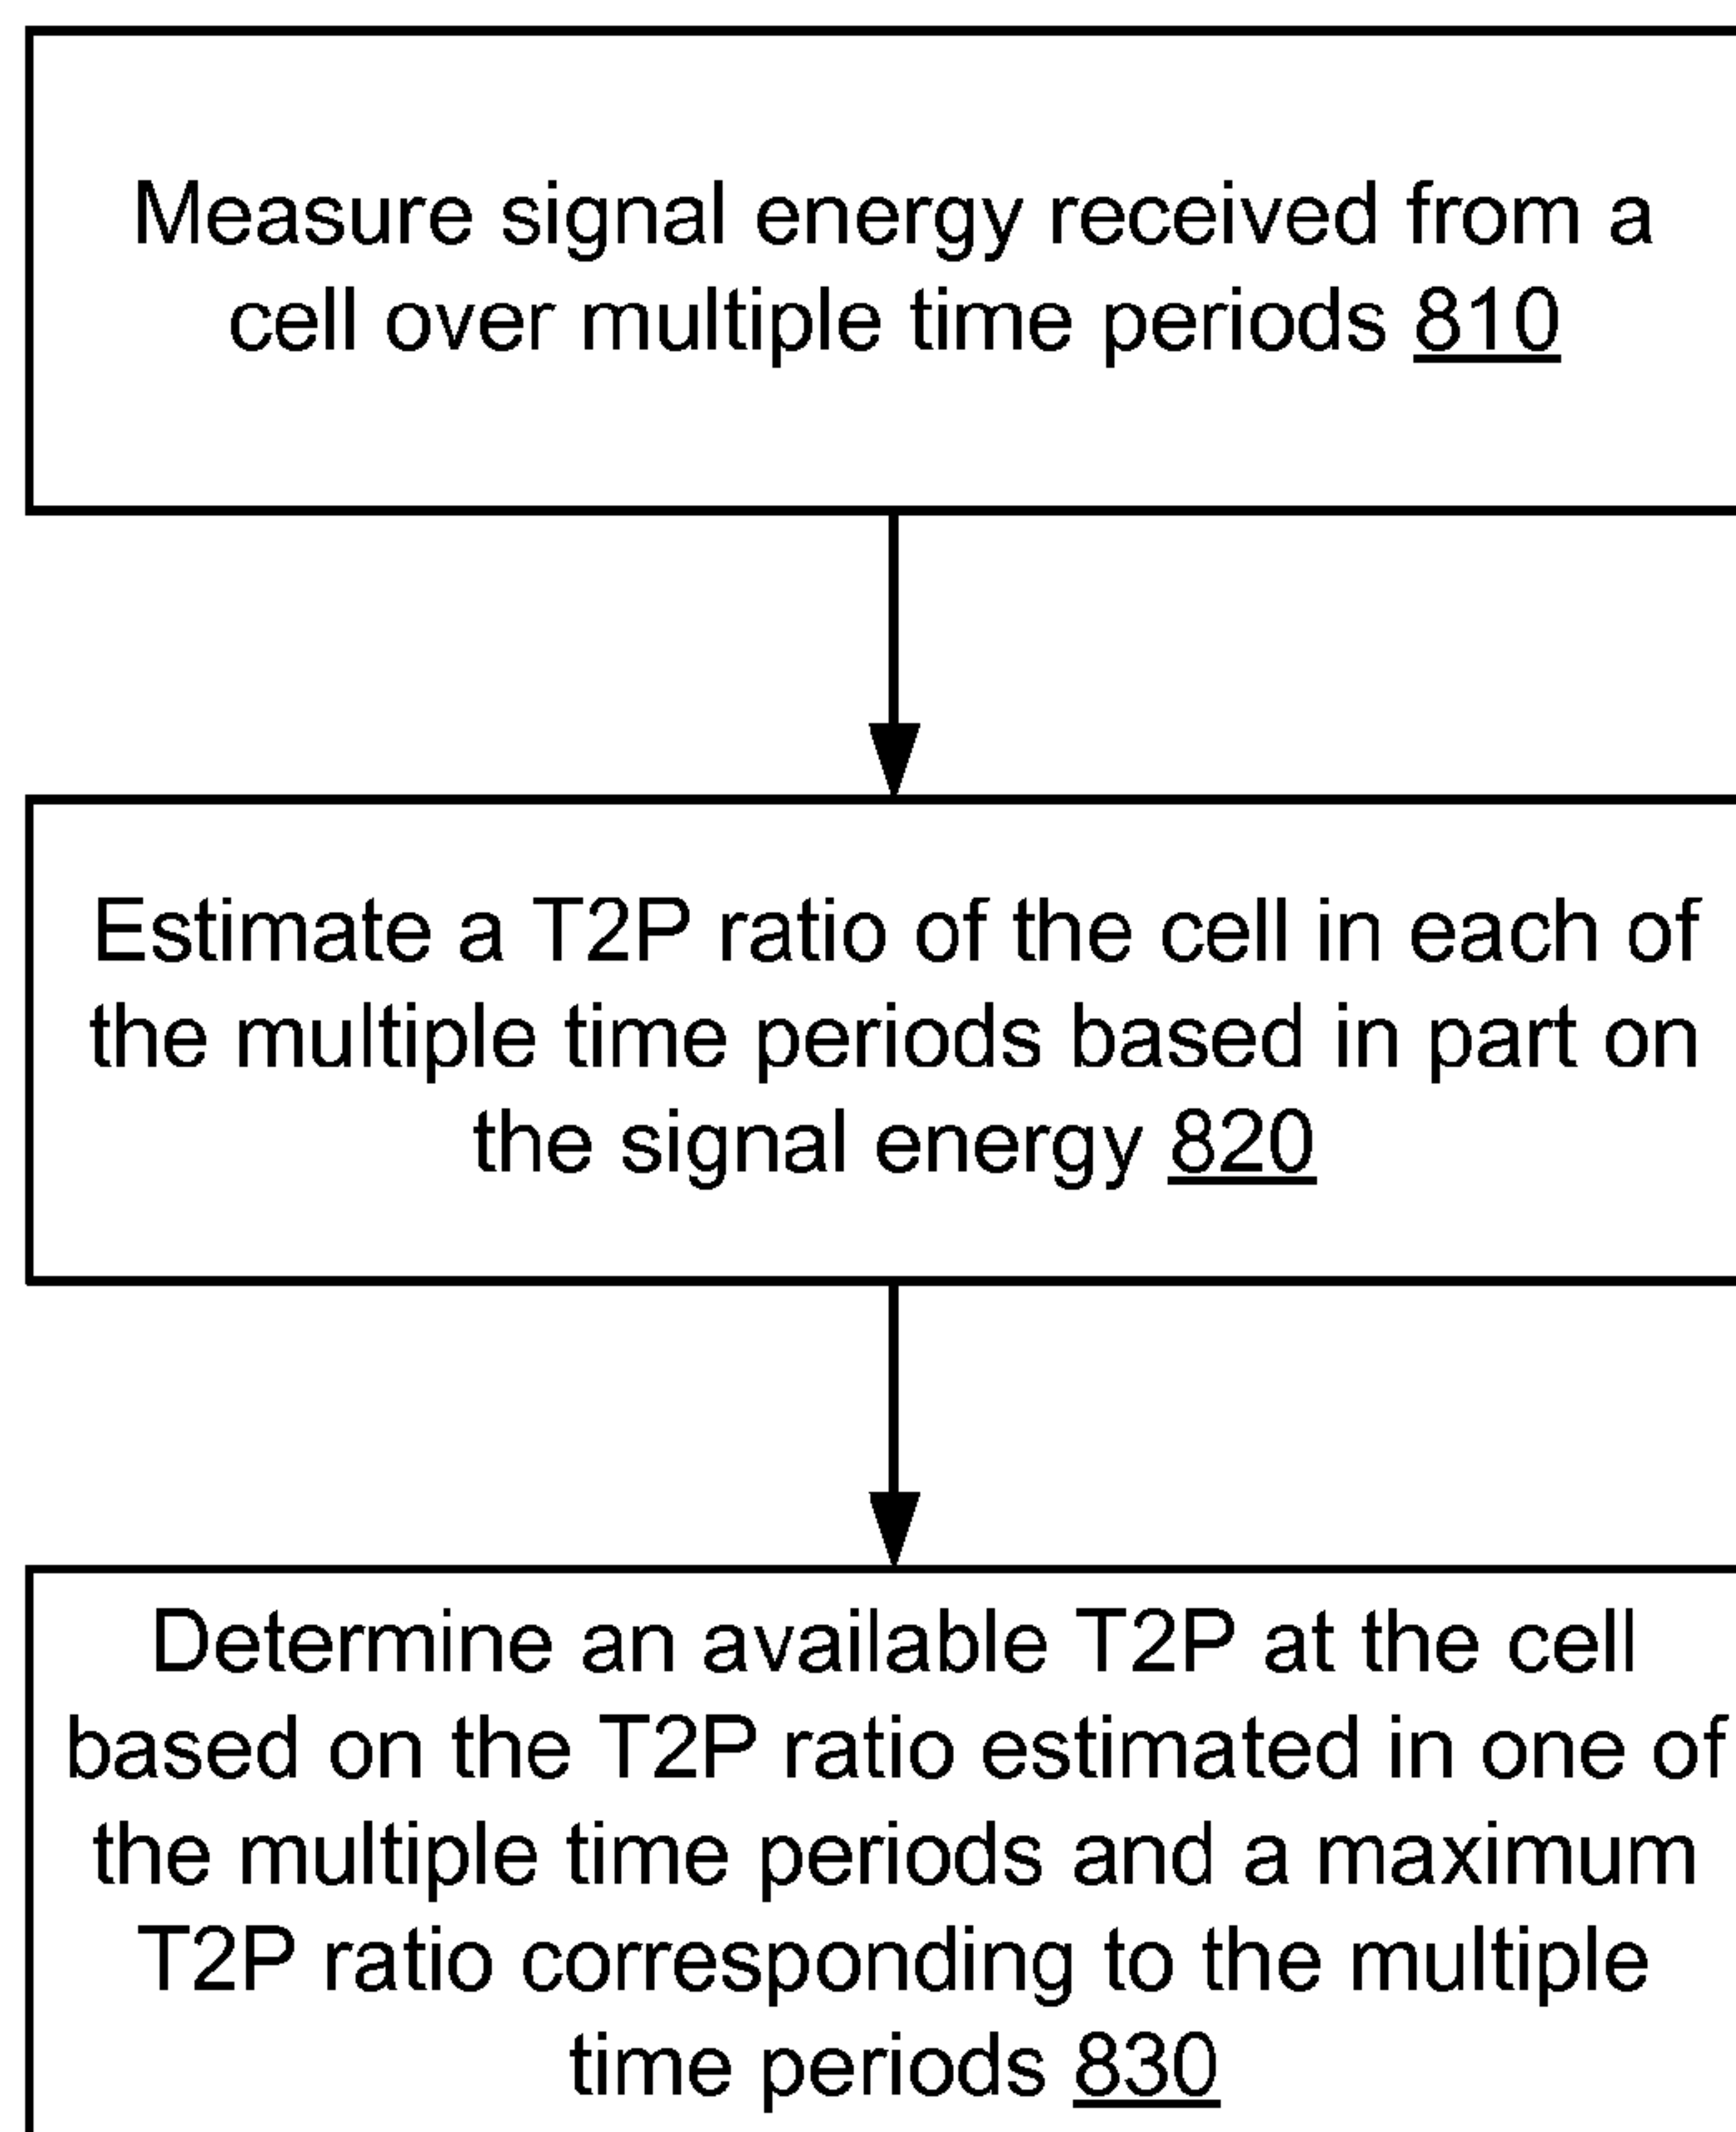 Measure signal energy received from a
cell over multiple time periods 810
Estimate a T2P ratio of the cell in each of
the multiple time periods based in part on
the signal energy 820
Determine an available T2P at the cell
based on the T2P ratio estimated in one of
the multiple time periods and a maximum
T2P ratio corresponding to the multiple
time periods 830